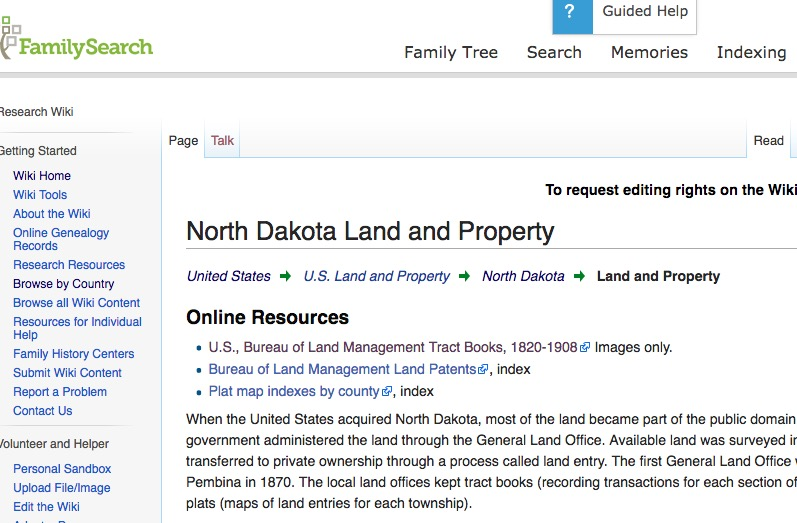 ? Guided Help
FamilySearch
Family Tree Search Memories Indexing
Research Wiki
Page Talk Read
Getting Started
Wiki Home
Wiki Tools
About the Wiki
Online Genealogy
Records
Research Resources
Browse by Country
Browse all Wiki Content
Resources for Individual
Help
Family History Centers
Submit Wiki Content
Report a Problem
Contact Us
Volunteer and Helper
Personal Sandbox
Upload File/Image
Edit the Wiki
To request editing rights on the Wiki
North Dakota Land and Property
United States → U.S. Land and Property → North Dakota → Land and Property
Online Resources
• U.S., Bureau of Land Management Tract Books, 1820-1908 Images only.
• Bureau of Land Management Land Patents, index
• Plat map indexes by county, index
When the United States acquired North Dakota, most of the land became part of the public domain
government administered the land through the General Land Office. Available land was surveyed in
transferred to private ownership through a process called land entry. The first General Land Office
Pembina in 1870. The local land offices kept tract books (recording transactions for each section of
plats (maps of land entries for each township).